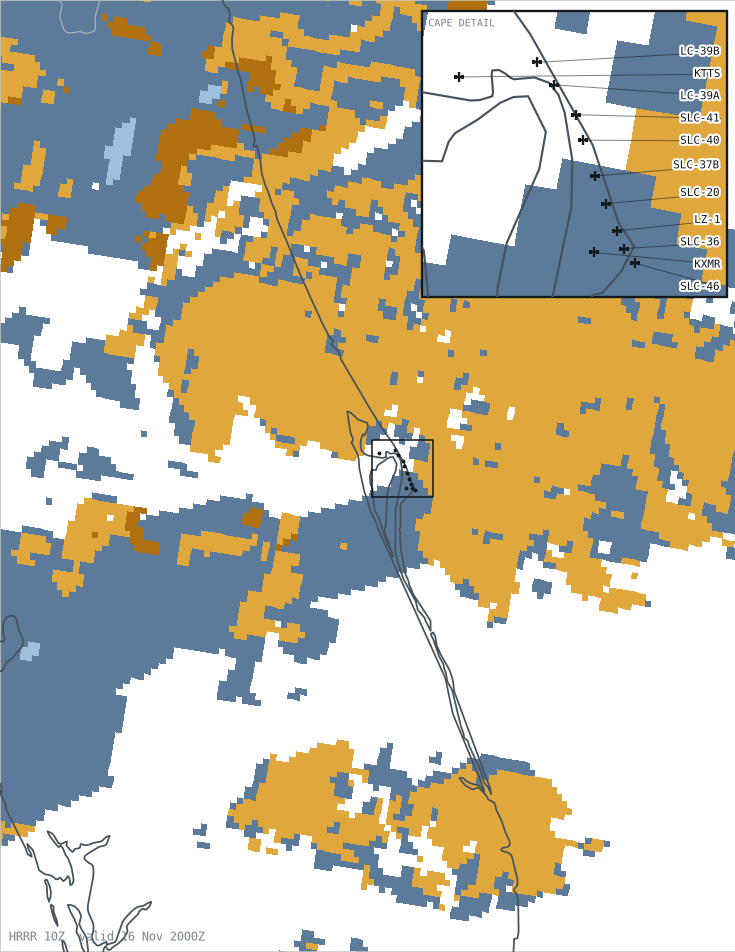 CAPE DETAIL
LC-39B
KTTS
LC-39A
SLC-41
SLC-40
SLC-37B
SLC-20
LZ-1
SLC-36
KXMR
SLC-46
HRRR 10Z  valid 16 Nov 2000Z